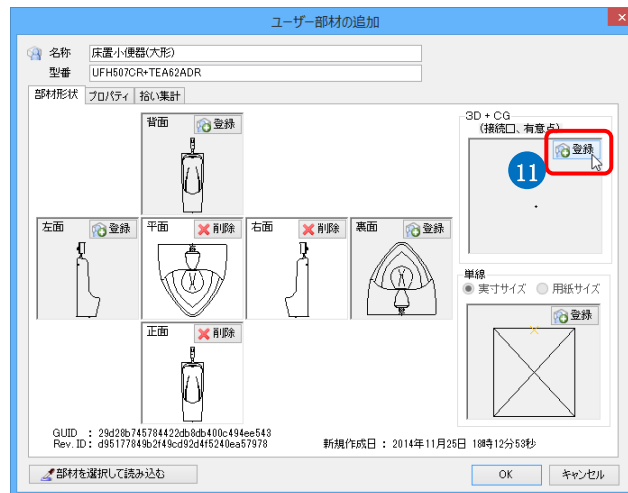 ユーザー部材の追加
×
名称 床置小便器(大形)
型番 UFH507CR+TEA62ADR
部材形状 プロパティ 拾い集計
背面 登録
3D + CG
(接続口、有意点)
登録
11
左面 登録 平面 削除 右面 削除 裏面 登録
単線
実寸サイズ 用紙サイズ
登録
正面 削除
GUID : 29d28b745784422db8db400c494ee543
Rev. ID : d95177849b2f49cd92d4f5240ea57978 新規作成日 : 2014年11月25日 18時12分53秒
部材を選択して読み込む OK キャンセル